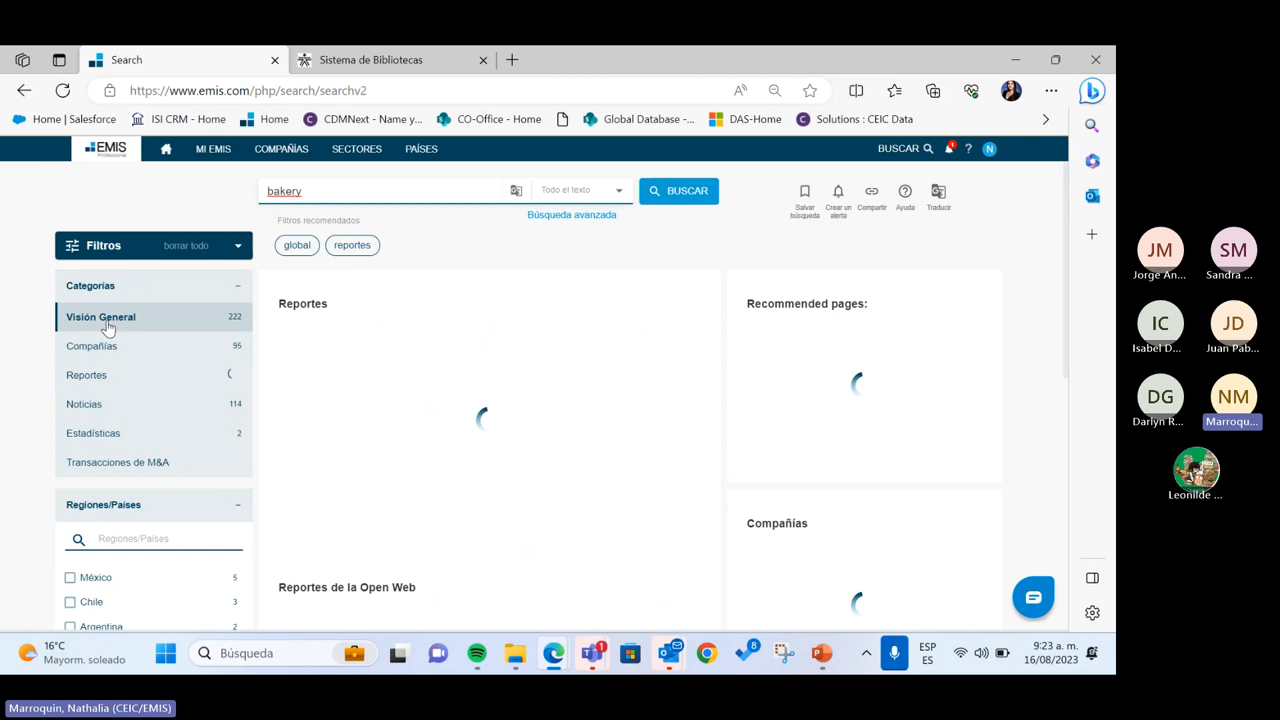 Search
Sistema de Bibliotecas
https://www.emis.com/php/search/searchv2
Home | Salesforce
ISI CRM - Home
Home
CDMNext - Name y...
CO-Office - Home
Global Database -...
DAS-Home
Solutions : CEIC Data
EMIS
Professional
MI EMIS
COMPAÑÍAS
SECTORES
PAÍSES
BUSCAR
1
?
N
bakery
Todo el texto
BUSCAR
Búsqueda avanzada
Salvar búsqueda
Crear un alerta
Compartir
Ayuda
Traducir
Filtros recomendados
global
reportes
Filtros
borrar todo
Categorías
Visión General 222
Compañías 95
Reportes
Noticias 114
Estadísticas 2
Transacciones de M&A
Regiones/Países
Regiones/Países
México 5
Chile 3
Argentina 2
Reportes
Reportes de la Open Web
Recommended pages:
Compañías
JM
Jorge An...
SM
Sandra ...
IC
Isabel D...
JD
Juan Pab...
DG
Darlyn R...
NM
Marroqu...
Leonilde ...
16°C
Mayorm. soleado
Búsqueda
1
8
ESP
ES
9:23 a. m.
16/08/2023
Marroquin, Nathalia (CEIC/EMIS)